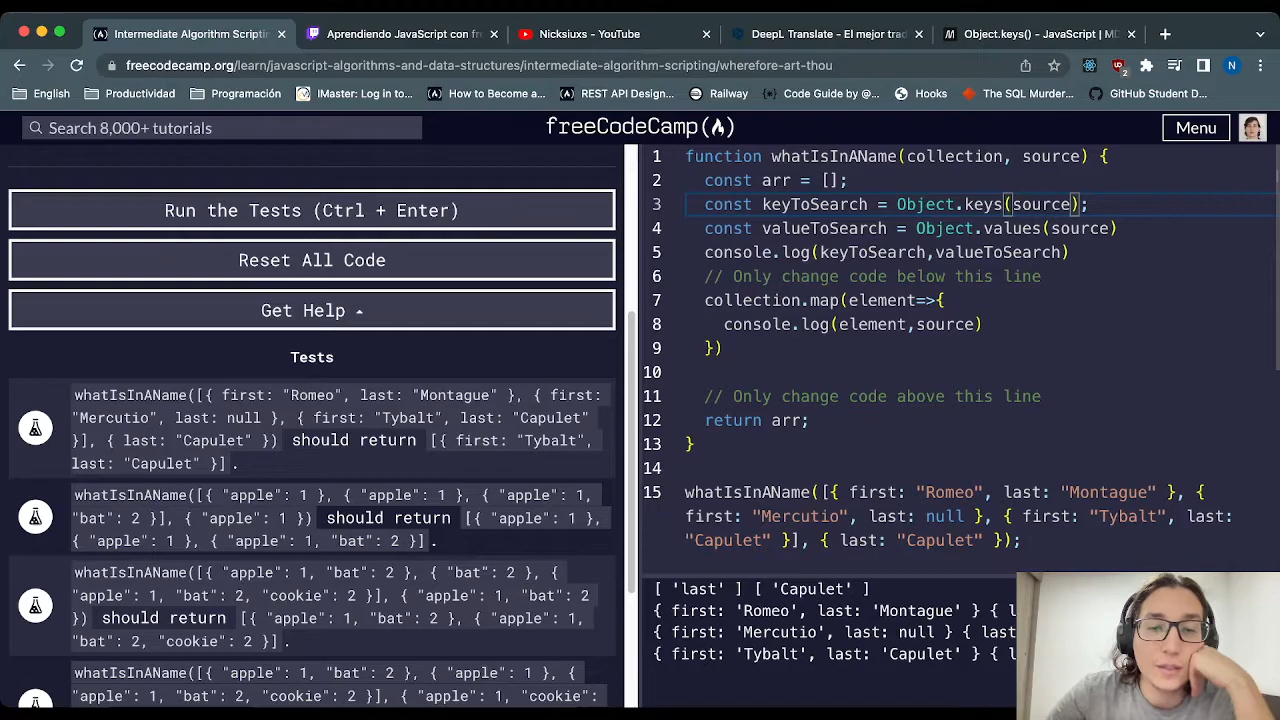 Intermediate Algorithm Scriptin
Aprendiendo JavaScript con fr
Nicksiuxs - YouTube
DeepL Translate - El mejor trad
Object.keys() - JavaScript | MD
freecodecamp.org/learn/javascript-algorithms-and-data-structures/intermediate-algorithm-scripting/wherefore-art-thou
2
N
English
Productividad
Programación
IMaster: Log in to...
How to Become a...
REST API Design...
Railway
Code Guide by @...
Hooks
The SQL Murder...
GitHub Student D...
Search 8,000+ tutorials
freeCodeCamp
Menu
Run the Tests (Ctrl + Enter)
Reset All Code
Get Help
Tests
whatIsInAName([{ first: "Romeo", last: "Montague" }, { first:
"Mercutio", last: null }, { first: "Tybalt", last: "Capulet"
}], { last: "Capulet" }) should return [{ first: "Tybalt",
last: "Capulet" }].
whatIsInAName([{ "apple": 1 }, { "apple": 1 }, { "apple": 1,
"bat": 2 }], { "apple": 1 }) should return [{ "apple": 1 },
{ "apple": 1 }, { "apple": 1, "bat": 2 }].
whatIsInAName([{ "apple": 1, "bat": 2 }, { "bat": 2 }, {
"apple": 1, "bat": 2, "cookie": 2 }], { "apple": 1, "bat": 2
}) should return [{ "apple": 1, "bat": 2 }, { "apple": 1,
"bat": 2, "cookie": 2 }].
whatIsInAName([{ "apple": 1, "bat": 2 }, { "apple": 1 }, {
"apple": 1, "bat": 2, "cookie": 2 }], { "apple": 1, "cookie":
1 function whatIsInAName(collection, source) {
2 const arr = [];
3 const keyToSearch = Object.keys(source);
4 const valueToSearch = Object.values(source)
5 console.log(keyToSearch,valueToSearch)
6 // Only change code below this line
7 collection.map(element=>{
8 console.log(element,source)
9 })
10
11 // Only change code above this line
12 return arr;
13 }
14
15 whatIsInAName([{ first: "Romeo", last: "Montague" }, {
first: "Mercutio", last: null }, { first: "Tybalt", last:
"Capulet" }], { last: "Capulet" });
[ 'last' ] [ 'Capulet' ]
{ first: 'Romeo', last: 'Montague' } { l
{ first: 'Mercutio', last: null } { las
{ first: 'Tybalt', last: 'Capulet' } { l